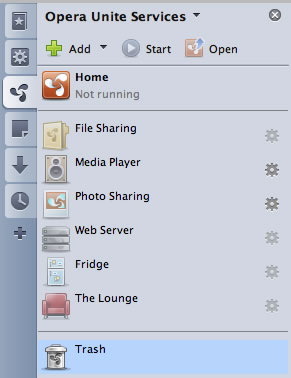 Opera Unite Services
Add Start Open
Home
Not running
File Sharing
Media Player
Photo Sharing
Web Server
Fridge
The Lounge
Trash